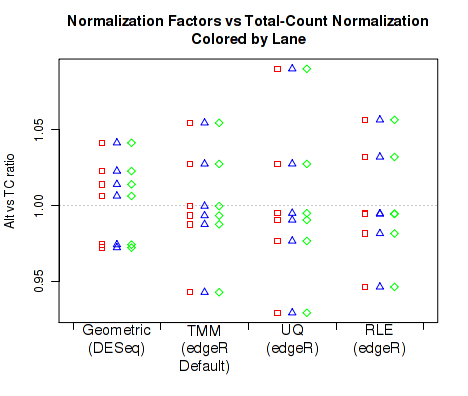 Normalization Factors vs Total-Count Normalization
Colored by Lane
Alt vs TC ratio
1.05
1.00
0.95
Geometric
(DESeq)
TMM
(edgeR
Default)
UQ
(edgeR)
RLE
(edgeR)